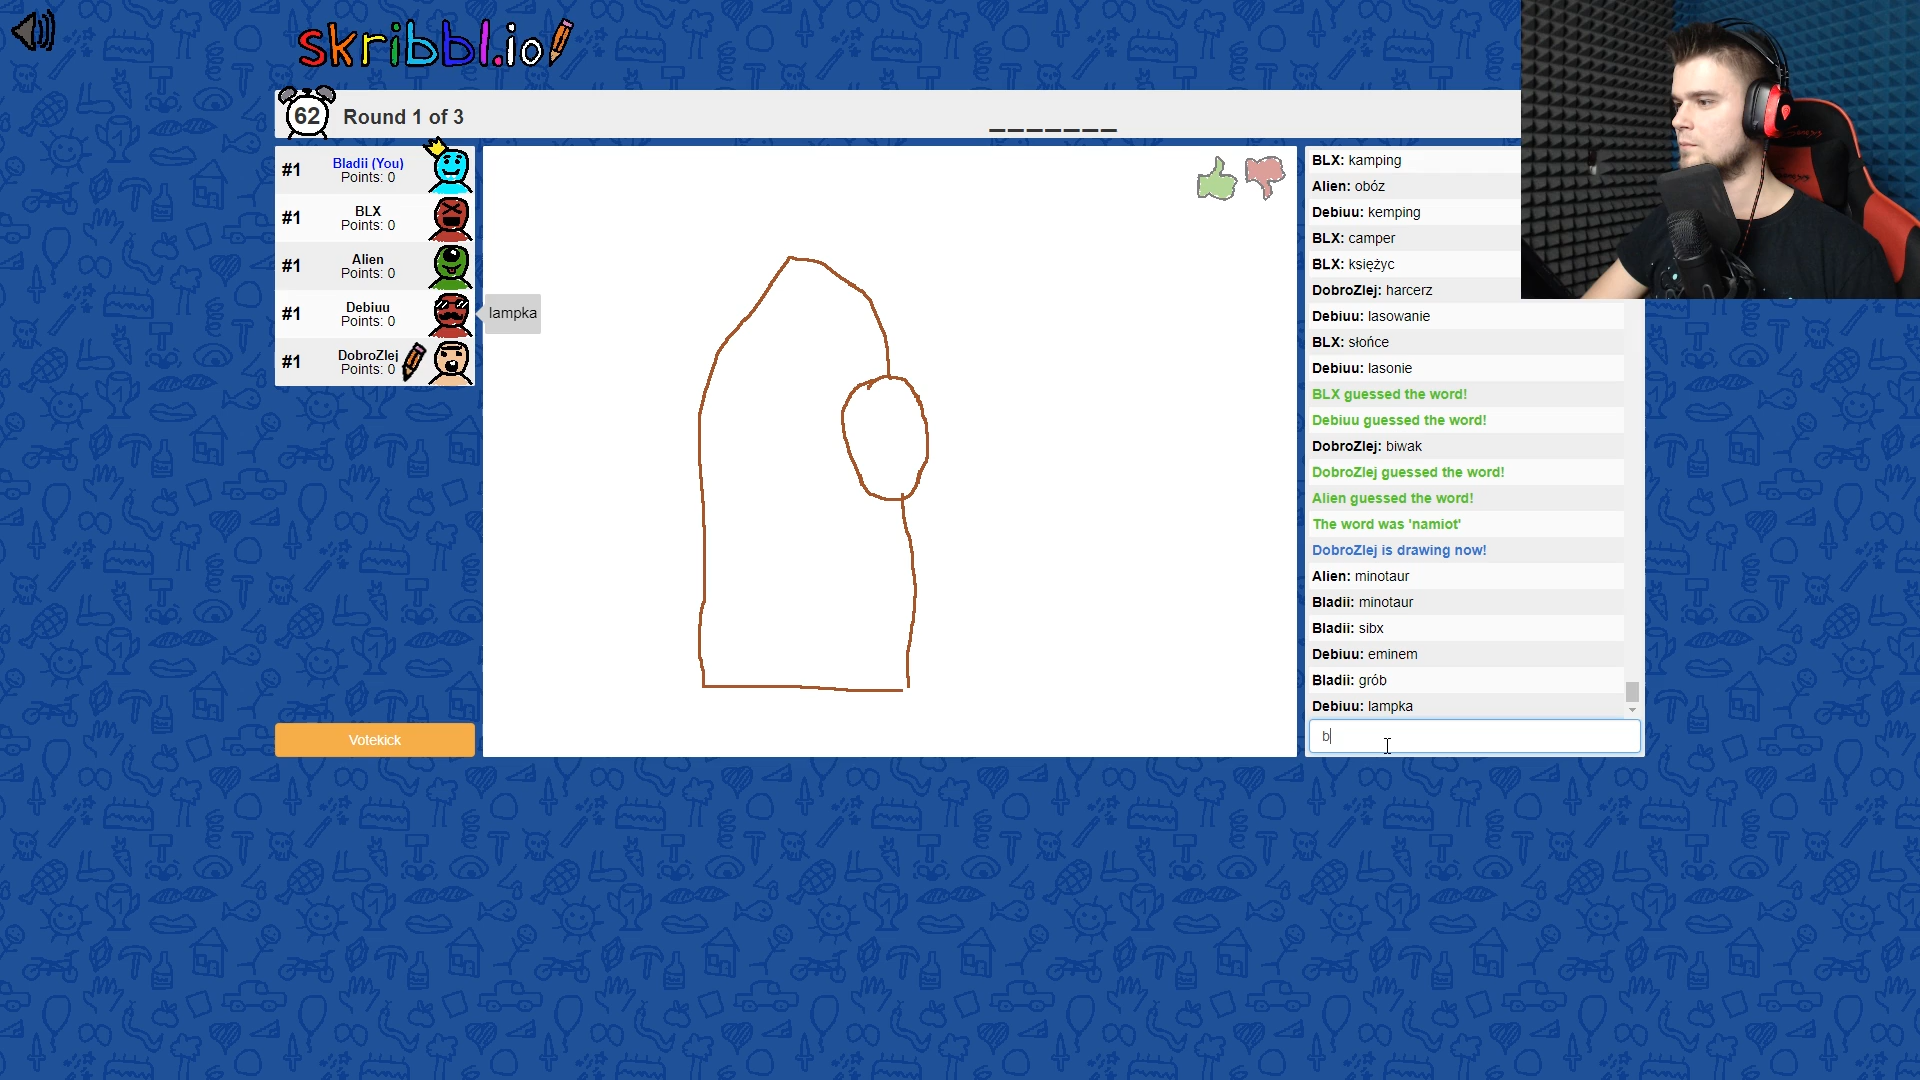 skribbl.io
62
Round 1 of 3
_______
#1 Bladii (You)
Points: 0
#1 BLX
Points: 0
#1 Alien
Points: 0
#1 Debiuu
Points: 0
#1 DobroZlej
Points: 0
lampka
Votekick
BLX: kamping
Alien: obóz
Debiuu: kemping
BLX: camper
BLX: księżyc
DobroZlej: harcerz
Debiuu: lasowanie
BLX: słońce
Debiuu: lasonie
BLX guessed the word!
Debiuu guessed the word!
DobroZlej: biwak
DobroZlej guessed the word!
Alien guessed the word!
The word was 'namiot'
DobroZlej is drawing now!
Alien: minotaur
Bladii: minotaur
Bladii: sibx
Debiuu: eminem
Bladii: grób
Debiuu: lampka
b